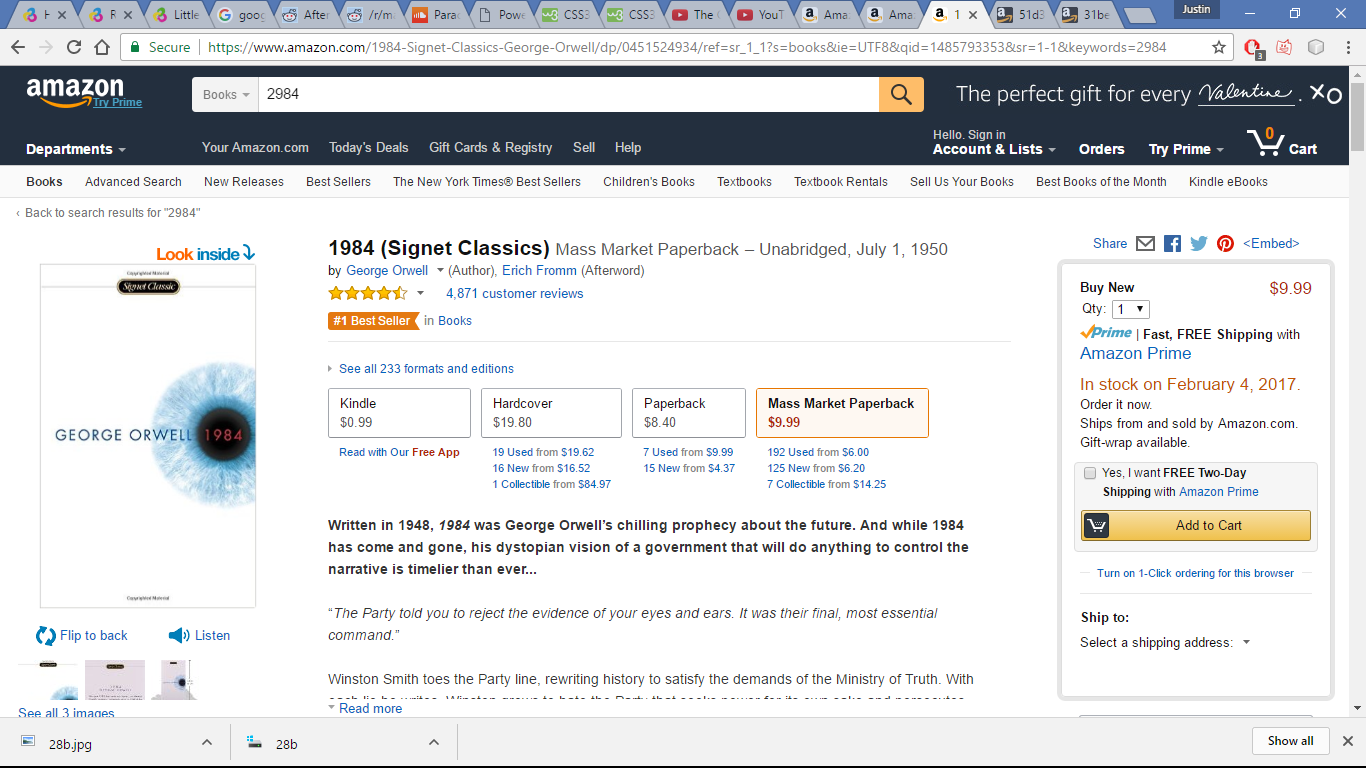 Little
goog
After
/r/m
Para
Powe
CSS3
CSS3
The
YouT
Ama
Ama
1
51d3
31be
Justin
Secure
https://www.amazon.com/1984-Signet-Classics-George-Orwell/dp/0451524934/ref=sr_1_1?s=books&ie=UTF8&qid=1485793353&sr=1-1&keywords=2984
3
amazon
Try Prime
Books
2984
The perfect gift for every Valentine. XO
Departments
Your Amazon.com Today's Deals Gift Cards & Registry Sell Help
Hello. Sign in
Account & Lists
Orders
Try Prime
0
Cart
Books Advanced Search New Releases Best Sellers The New York Times® Best Sellers Children's Books Textbooks Textbook Rentals Sell Us Your Books Best Books of the Month Kindle eBooks
‹ Back to search results for "2984"
Look inside
Copyrighted Material
Signet Classic
GEORGE ORWELL 1984
Copyrighted Material
Flip to back
Listen
See all 3 images
1984 (Signet Classics) Mass Market Paperback – Unabridged, July 1, 1950
by George Orwell (Author), Erich Fromm (Afterword)
4,871 customer reviews
#1 Best Seller in Books
See all 233 formats and editions
Kindle
$0.99
Read with Our Free App
Hardcover
$19.80
19 Used from $19.62
16 New from $16.52
1 Collectible from $84.97
Paperback
$8.40
7 Used from $9.99
15 New from $4.37
Mass Market Paperback
$9.99
192 Used from $6.00
125 New from $6.20
7 Collectible from $14.25
Written in 1948, 1984 was George Orwell's chilling prophecy about the future. And while 1984
has come and gone, his dystopian vision of a government that will do anything to control the
narrative is timelier than ever...
“The Party told you to reject the evidence of your eyes and ears. It was their final, most essential
command.”
Winston Smith toes the Party line, rewriting history to satisfy the demands of the Ministry of Truth. With
Read more
Share
<Embed>
Buy New
$9.99
Qty: 1
Prime | Fast, FREE Shipping with
Amazon Prime
In stock on February 4, 2017.
Order it now.
Ships from and sold by Amazon.com.
Gift-wrap available.
Yes, I want FREE Two-Day
Shipping with Amazon Prime
Add to Cart
Turn on 1-Click ordering for this browser
Ship to:
Select a shipping address:
28b.jpg
28b
Show all